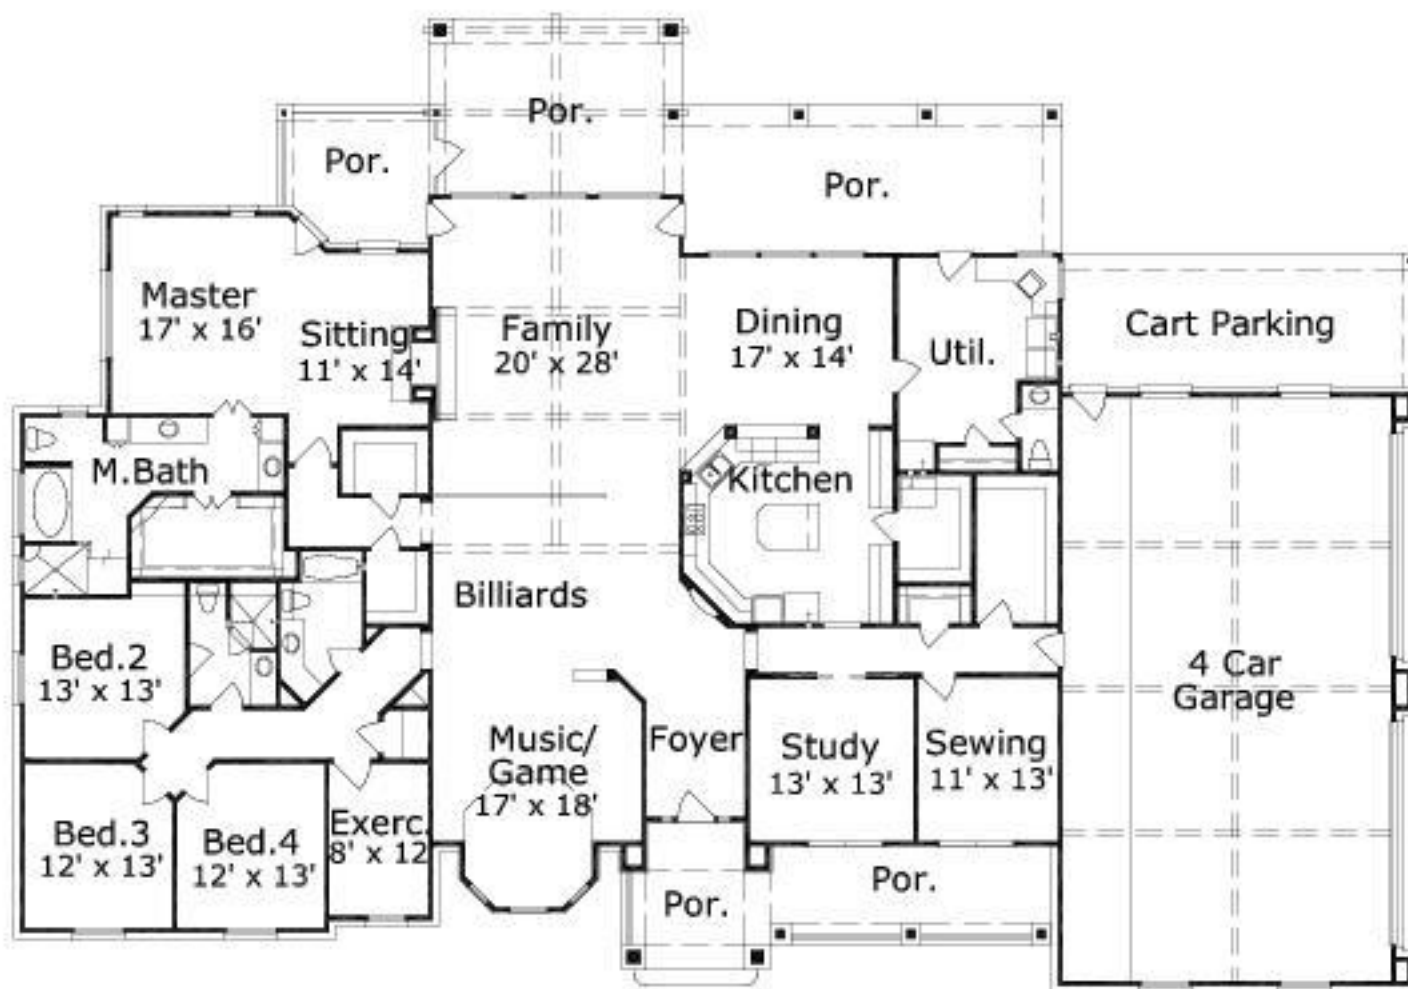 Por.
Por.
Por.
Master
17' x 16'
Sitting
11' x 14'
Family
20' x 28'
Dining
17' x 14'
Util.
Cart Parking
M.Bath
Kitchen
Billiards
Bed.2
13' x 13'
4 Car
Garage
Music/
Game
17' x 18'
Foyer
Study
13' x 13'
Sewing
11' x 13'
Bed.3
12' x 13'
Bed.4
12' x 13'
Exerc.
8' x 12
Por.
Por.